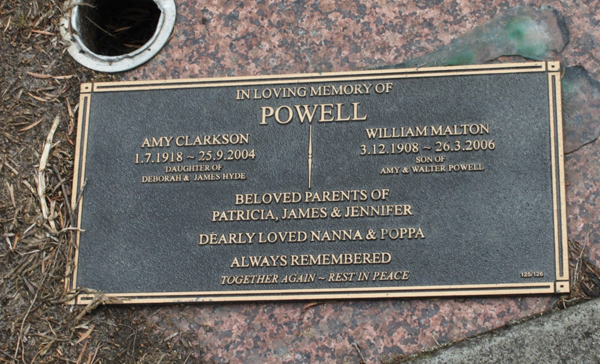 IN LOVING MEMORY OF
POWELL
AMY CLARKSON
1.7.1918 ~ 25.9.2004
DAUGHTER OF
DEBORAH & JAMES HYDE
WILLIAM MALTON
3.12.1908 ~ 26.3.2006
SON OF
AMY & WALTER POWELL
BELOVED PARENTS OF
PATRICIA, JAMES & JENNIFER
DEARLY LOVED NANNA & POPPA
ALWAYS REMEMBERED
TOGETHER AGAIN ~ REST IN PEACE
125/126